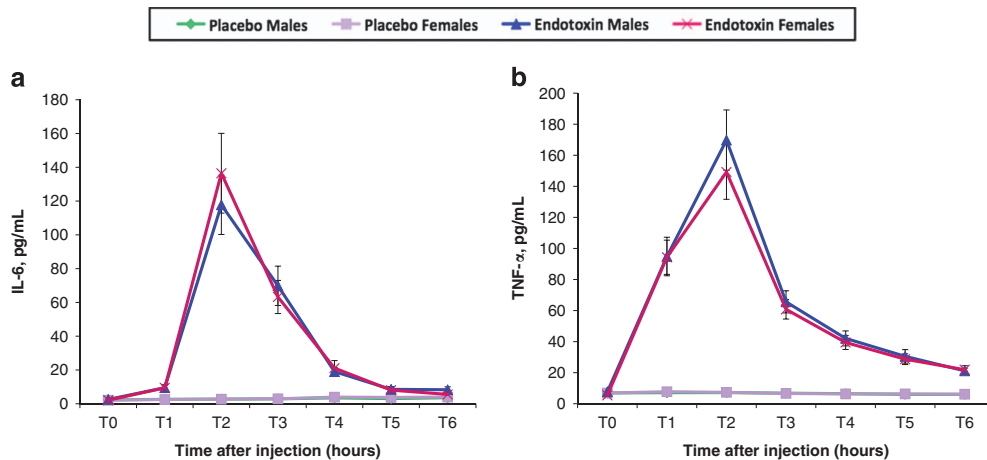 Placebo Males Placebo Females Endotoxin Males Endotoxin Females
a
IL-6, pg/mL
180
160
140
120
100
80
60
40
20
0
T0 T1 T2 T3 T4 T5 T6
Time after injection (hours)
b
TNF-α, pg/mL
200
180
160
140
120
100
80
60
40
20
0
T0 T1 T2 T3 T4 T5 T6
Time after injection (hours)